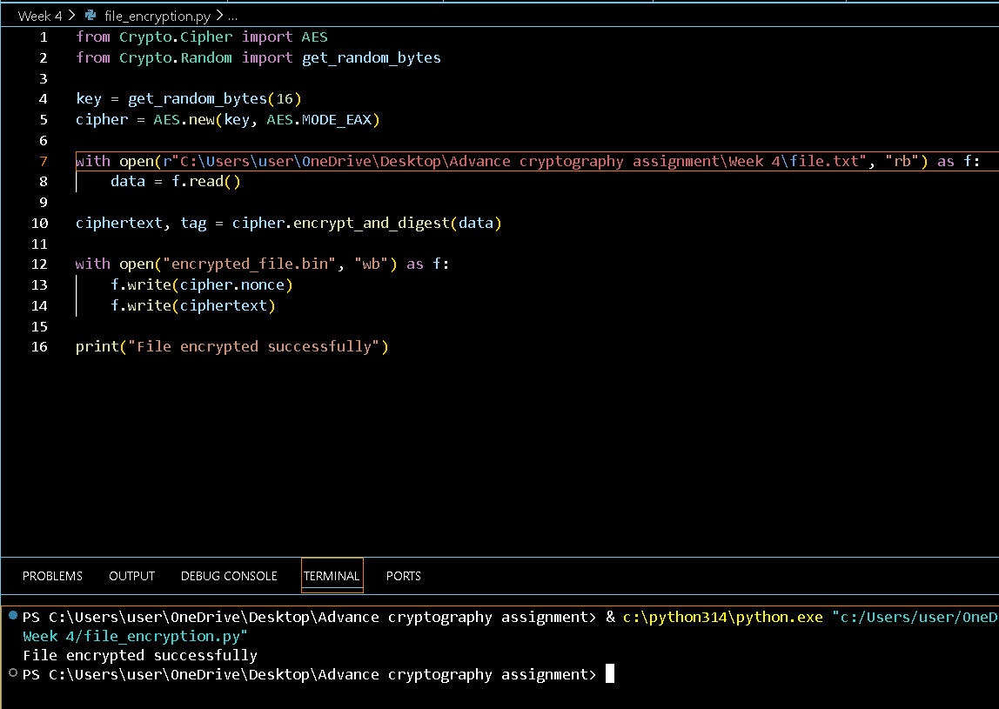 Week 4 > file_encryption.py > ...
1 from Crypto.Cipher import AES
2 from Crypto.Random import get_random_bytes
3
4 key = get_random_bytes(16)
5 cipher = AES.new(key, AES.MODE_EAX)
6
7 with open(r"C:\Users\user\OneDrive\Desktop\Advance cryptography assignment\Week 4\file.txt", "rb") as f:
8     data = f.read()
9
10 ciphertext, tag = cipher.encrypt_and_digest(data)
11
12 with open("encrypted_file.bin", "wb") as f:
13     f.write(cipher.nonce)
14     f.write(ciphertext)
15
16 print("File encrypted successfully")
PROBLEMS OUTPUT DEBUG CONSOLE TERMINAL PORTS
PS C:\Users\user\OneDrive\Desktop\Advance cryptography assignment> & c:\python314\python.exe "c:/Users/user/OneD
Week 4/file_encryption.py"
File encrypted successfully
PS C:\Users\user\OneDrive\Desktop\Advance cryptography assignment>